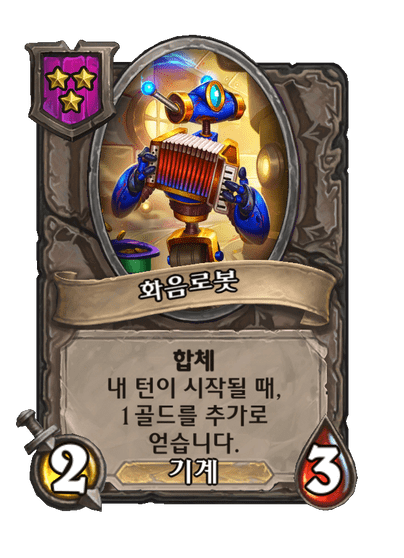 화음로봇
합체
내 턴이 시작될 때,
1골드를 추가로
얻습니다.
2
기계
3